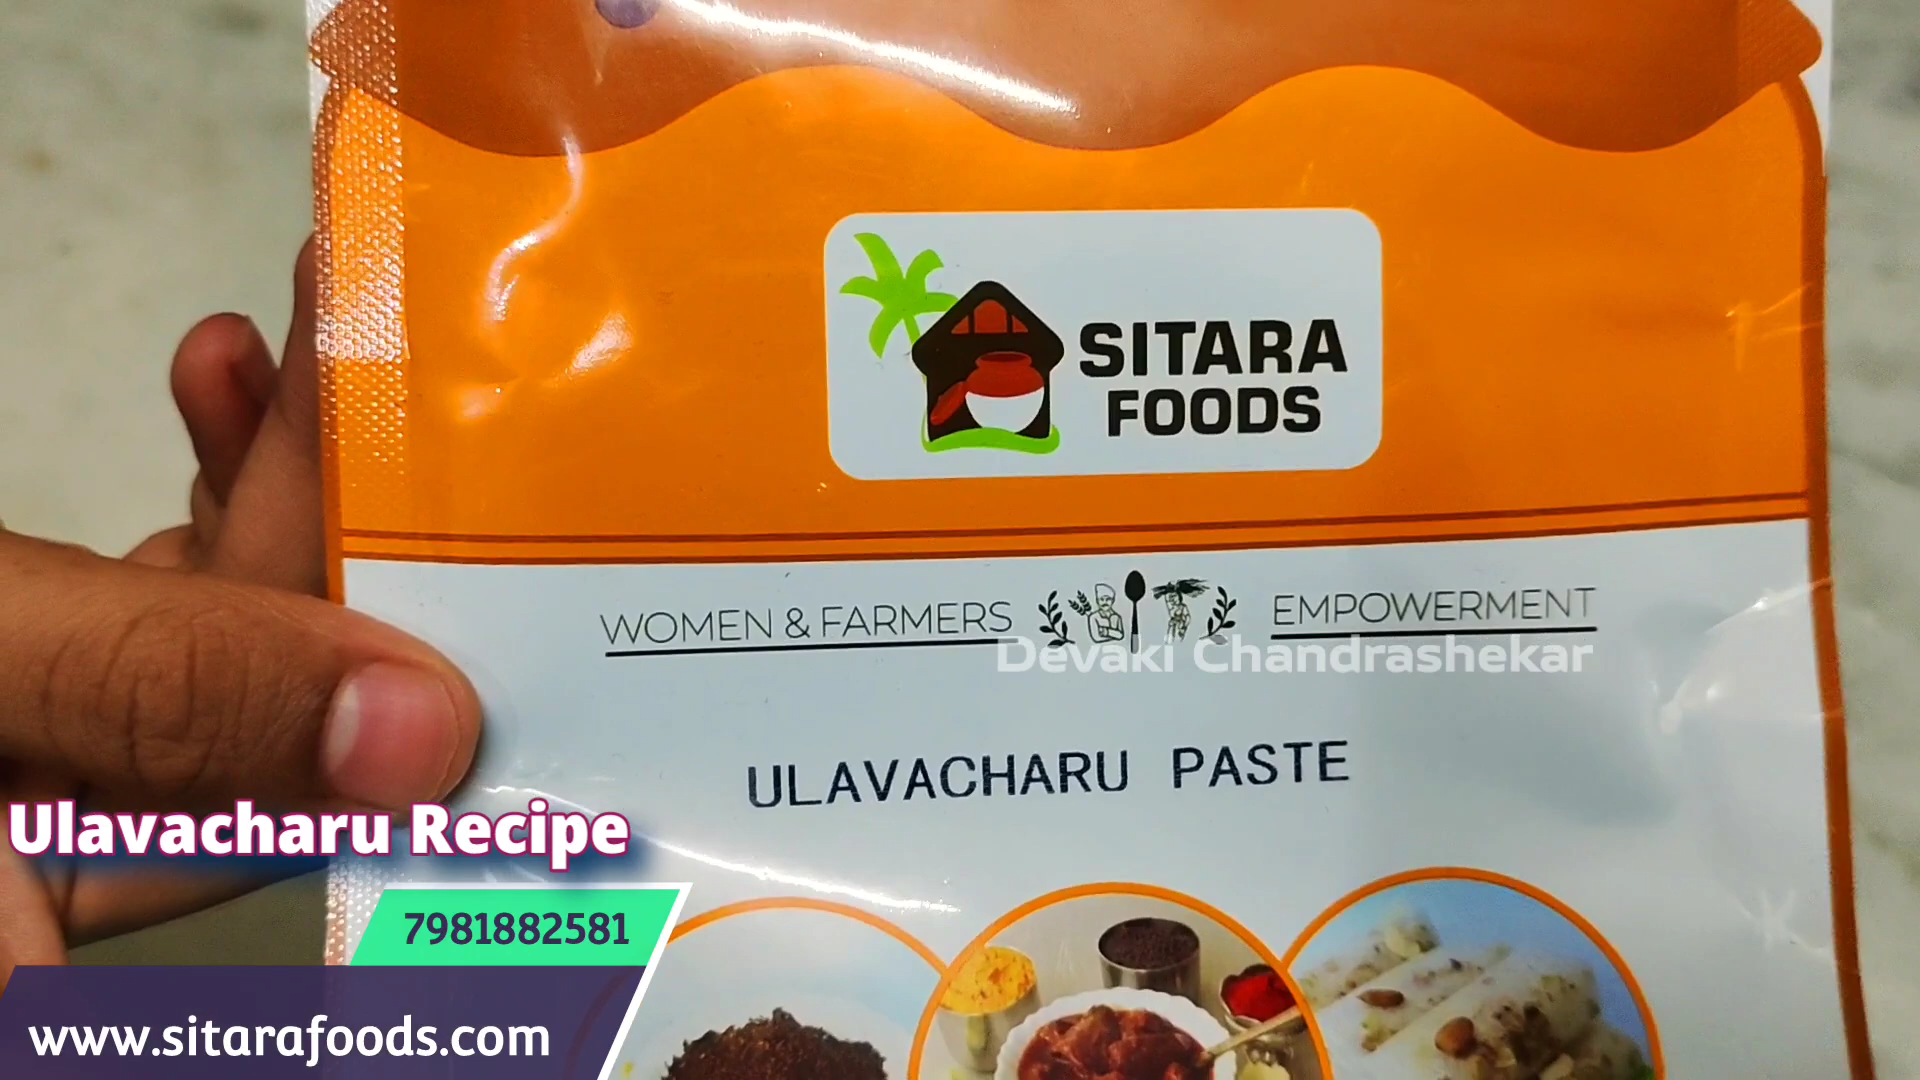 SITARA
FOODS
WOMEN & FARMERS EMPOWERMENT
Devaki Chandrashekar
ULAVACHARU PASTE
Ulavacharu Recipe
7981882581
www.sitarafoods.com